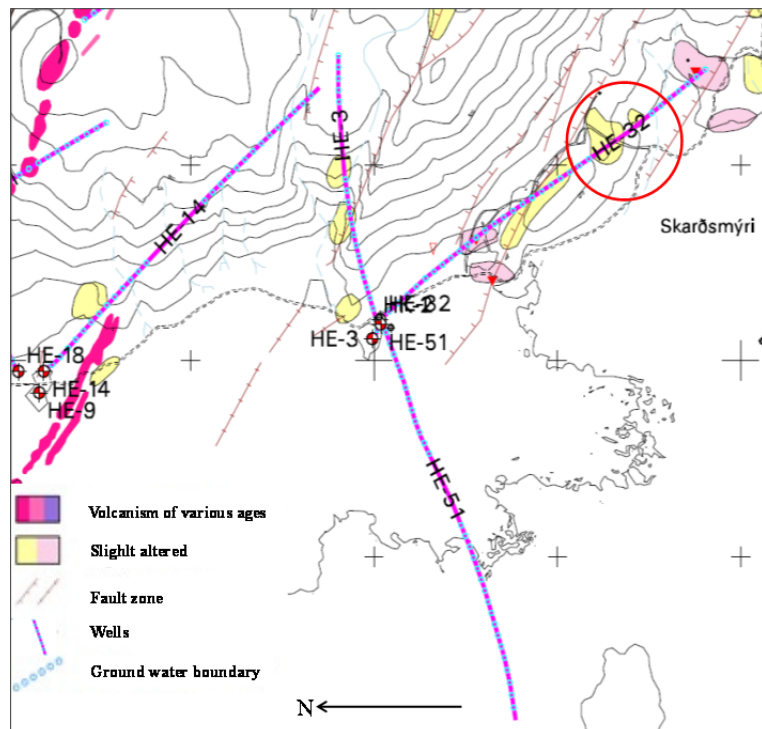 HE-32
HE-3
HE-14
Skarðsmýri
HE-3
HE-51
HE-18
HE-14
HE-9
HE-51
Volcanism of various ages
Slighlt altered
Fault zone
Wells
Ground water boundary
N